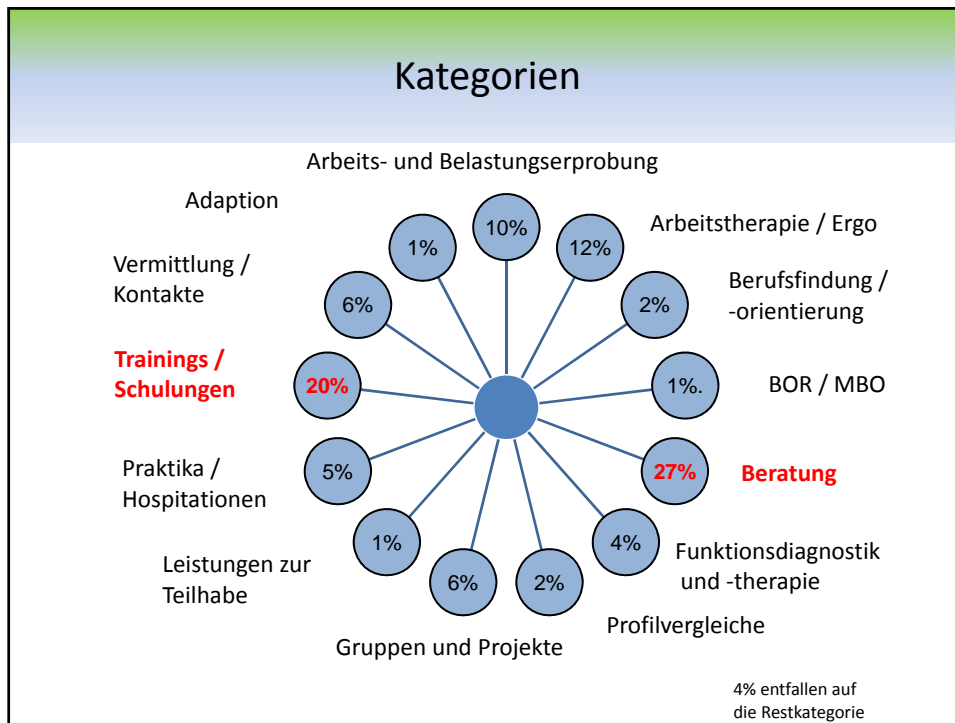 Kategorien
Arbeits- und Belastungserprobung
10%
Arbeitstherapie / Ergo
12%
Berufsfindung /
-orientierung
2%
BOR / MBO
1%.
Beratung
27%
Funktionsdiagnostik
und -therapie
4%
Profilvergleiche
2%
Gruppen und Projekte
6%
Leistungen zur
Teilhabe
1%
Praktika /
Hospitationen
5%
Trainings /
Schulungen
20%
Vermittlung /
Kontakte
6%
Adaption
1%
4% entfallen auf
die Restkategorie